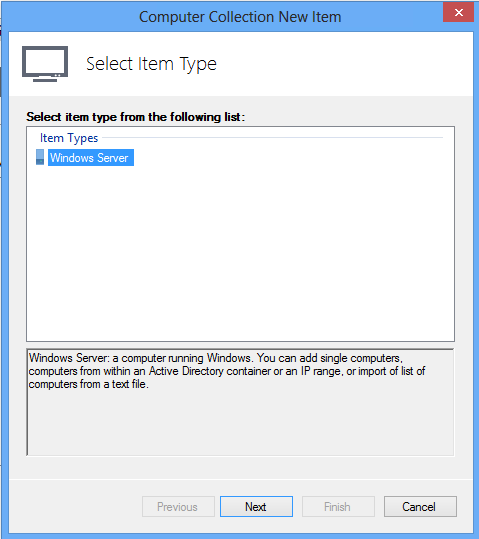 Computer Collection New Item
Select Item Type
Select item type from the following list:
Item Types
Windows Server
Windows Server: a computer running Windows. You can add single computers,
computers from within an Active Directory container or an IP range, or import of list of
computers from a text file.
Previous
Next
Finish
Cancel